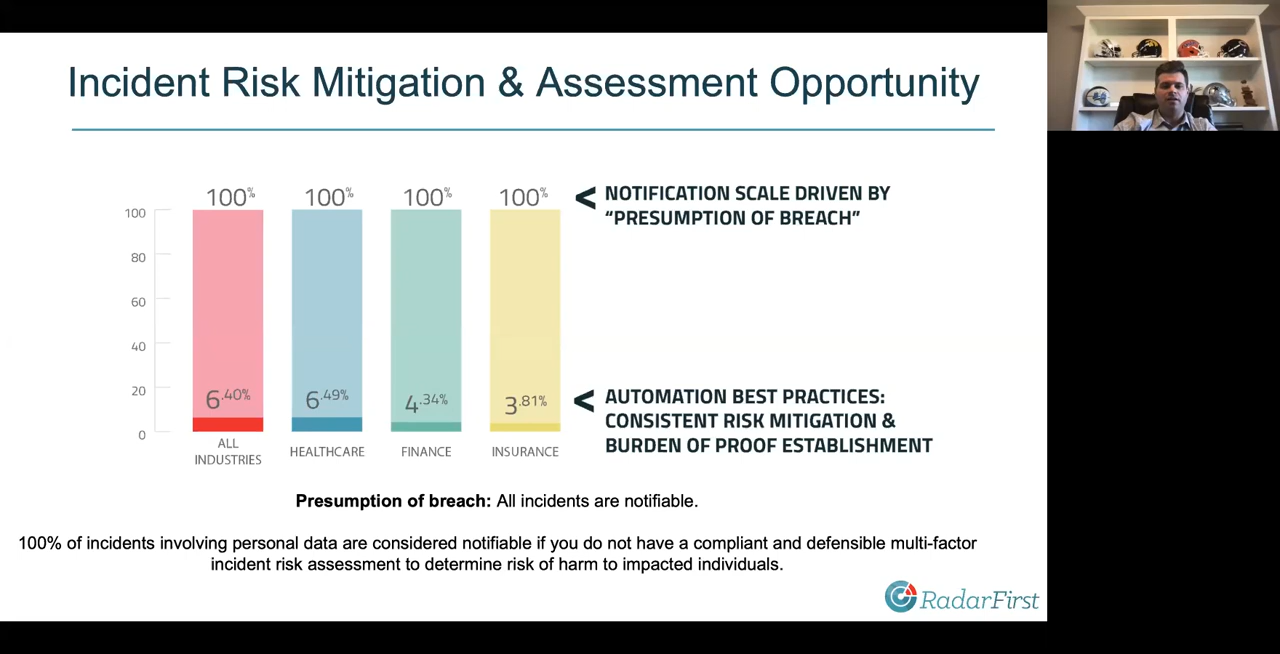 Incident Risk Mitigation & Assessment Opportunity
100% 100% 100% 100%
< NOTIFICATION SCALE DRIVEN BY
“PRESUMPTION OF BREACH”
100
80
60
40
20
0
6.40% 6.49% 4.34% 3.81%
< AUTOMATION BEST PRACTICES:
CONSISTENT RISK MITIGATION &
BURDEN OF PROOF ESTABLISHMENT
ALL
INDUSTRIES
HEALTHCARE
FINANCE
INSURANCE
Presumption of breach: All incidents are notifiable.
100% of incidents involving personal data are considered notifiable if you do not have a compliant and defensible multi-factor
incident risk assessment to determine risk of harm to impacted individuals.
RadarFirst